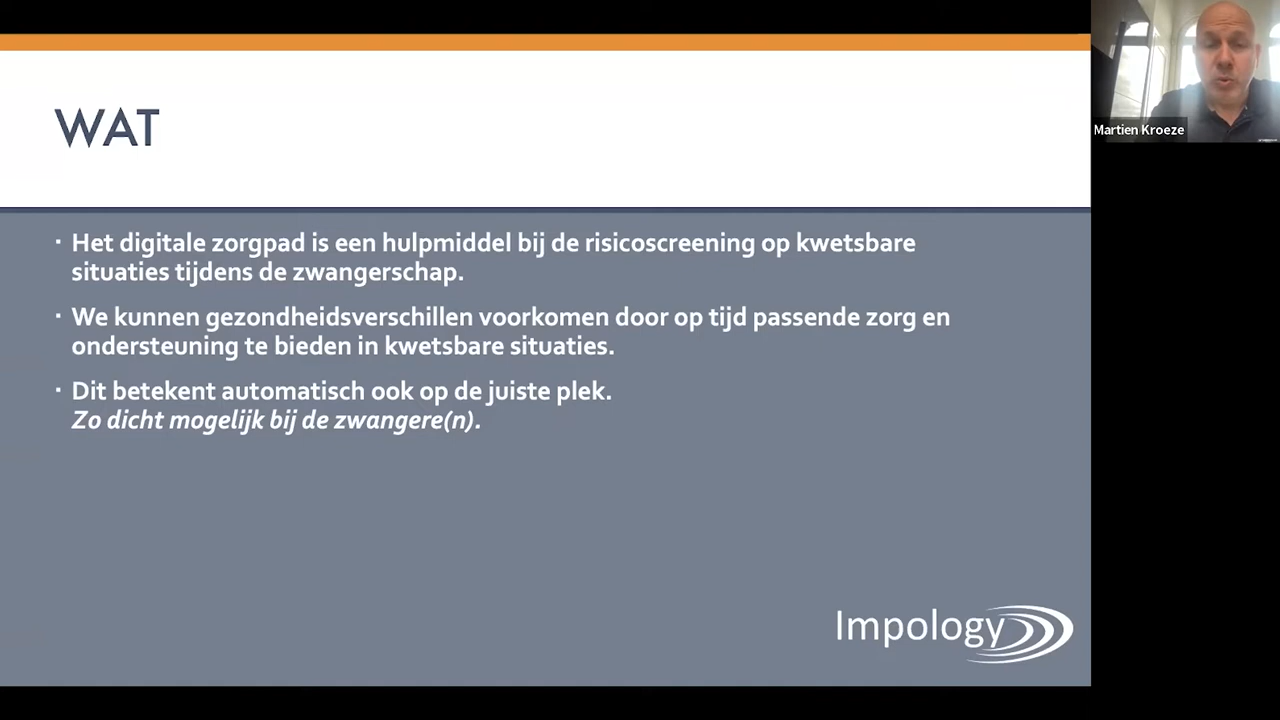 WAT
· Het digitale zorgpad is een hulpmiddel bij de risicoscreening op kwetsbare
situaties tijdens de zwangerschap.
· We kunnen gezondheidsverschillen voorkomen door op tijd passende zorg en
ondersteuning te bieden in kwetsbare situaties.
· Dit betekent automatisch ook op de juiste plek.
Zo dicht mogelijk bij de zwangere(n).
Impology
Martien Kroeze